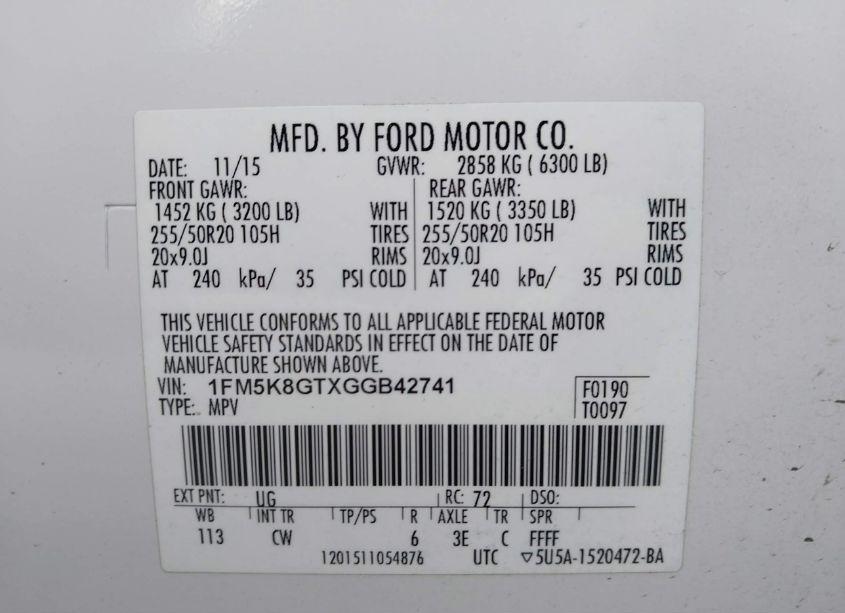 MFD. BY FORD MOTOR CO.
DATE: 11/15 GVWR: 2858 KG ( 6300 LB)
FRONT GAWR: REAR GAWR:
1452 KG ( 3200 LB) WITH 1520 KG ( 3350 LB) WITH
255/50R20 105H TIRES 255/50R20 105H TIRES
20x9.0J RIMS 20x9.0J RIMS
AT 240 kPa/ 35 PSI COLD AT 240 kPa/ 35 PSI COLD
THIS VEHICLE CONFORMS TO ALL APPLICABLE FEDERAL MOTOR
VEHICLE SAFETY STANDARDS IN EFFECT ON THE DATE OF
MANUFACTURE SHOWN ABOVE.
VIN: 1FM5K8GTXGGB42741 F0190
TYPE: MPV T0097
EXT PNT: UG RC: 72 DSO:
WB INT TR TP/PS R AXLE TR SPR
113 CW 6 3E C FFFF
1201511054876 UTC ▽5U5A-1520472-BA